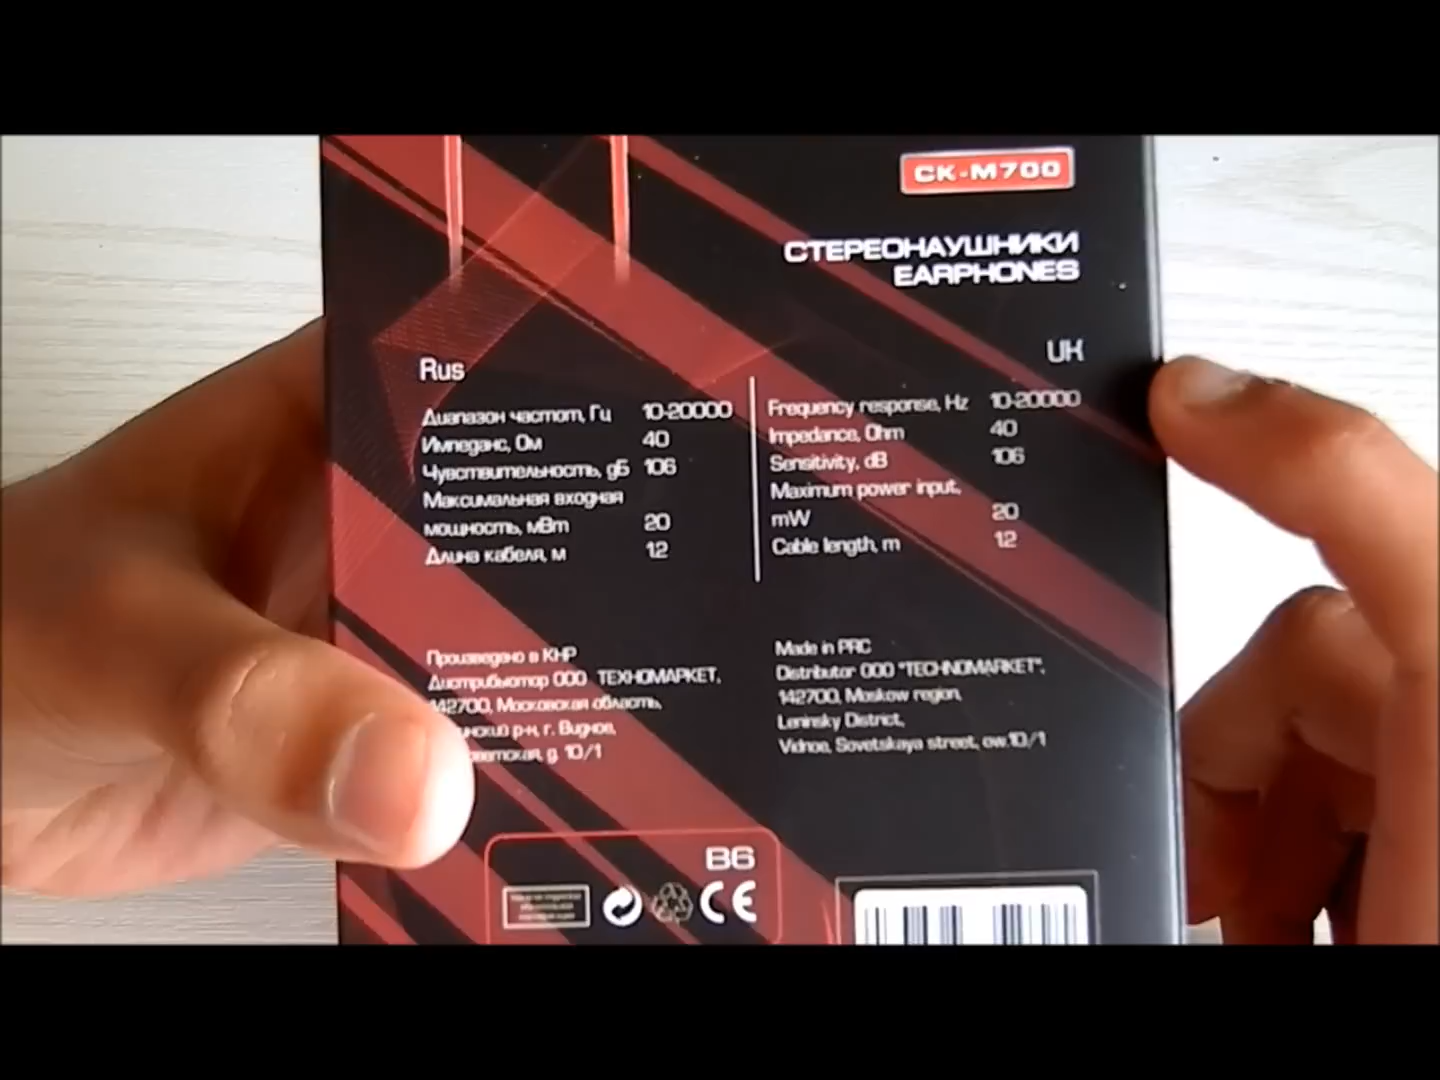 CK-M700
СТЕРЕОНАУШНИКИ
EARPHONES
Rus
Диапазон частот, Гц 10-20000
Импеданс, Ом 40
Чувствительность, дБ 106
Максимальная входная
мощность, мВт 20
Длина кабеля, м 1.2
UK
Frequency response, Hz 10-20000
Impedance, Ohm 40
Sensitivity, dB 106
Maximum power input,
mW 20
Cable length, m 1.2
Произведено в КНР
Дистрибьютор ООО ТЕХНОМАРКЕТ,
142700, Московская область,
р-н, г. Видное,
д. 10/1
Made in PRC
Distributor OOO "TECHNOMARKET",
142700, Moskow region,
Leninsky District,
Vidnoe, Sovetskaya street, ow.10/1
B6
CE